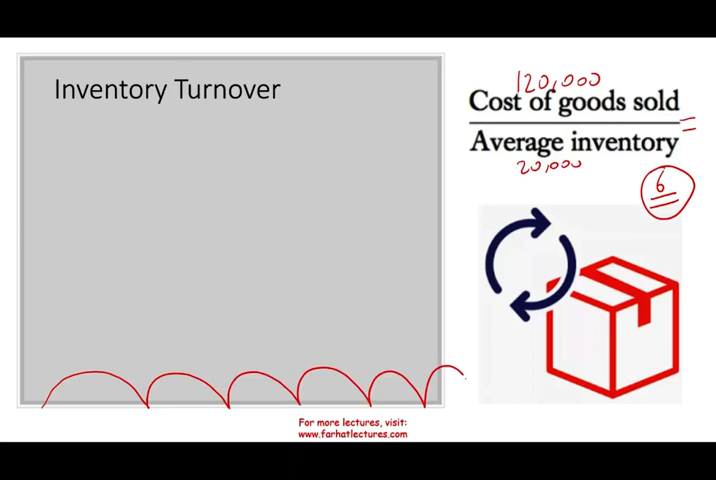 Inventory Turnover
120,000
Cost of goods sold
=
Average inventory
20,000
6
For more lectures, visit:
www.farhatlectures.com